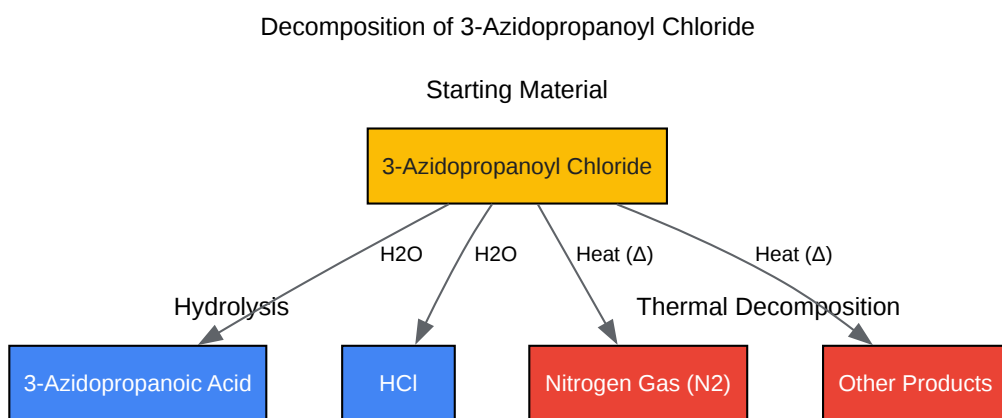 Decomposition of 3-Azidopropanoyl Chloride
Starting Material
3-Azidopropanoyl Chloride
H2O
H2O
Heat (Δ)
Heat (Δ)
Hydrolysis
Thermal Decomposition
3-Azidopropanoic Acid
HCl
Nitrogen Gas (N2)
Other Products